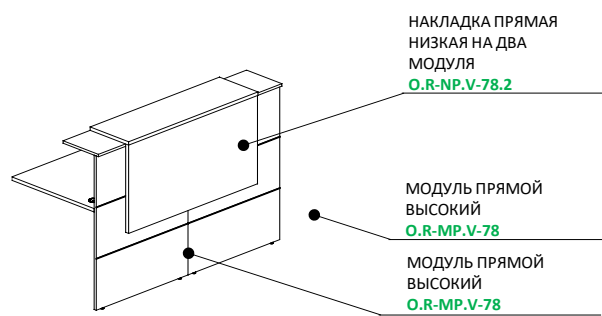 НАКЛАДКА ПРЯМАЯ
НИЗКАЯ НА ДВА
МОДУЛЯ
O.R-NP.V-78.2
МОДУЛЬ ПРЯМОЙ
ВЫСОКИЙ
O.R-MP.V-78
МОДУЛЬ ПРЯМОЙ
ВЫСОКИЙ
O.R-MP.V-78